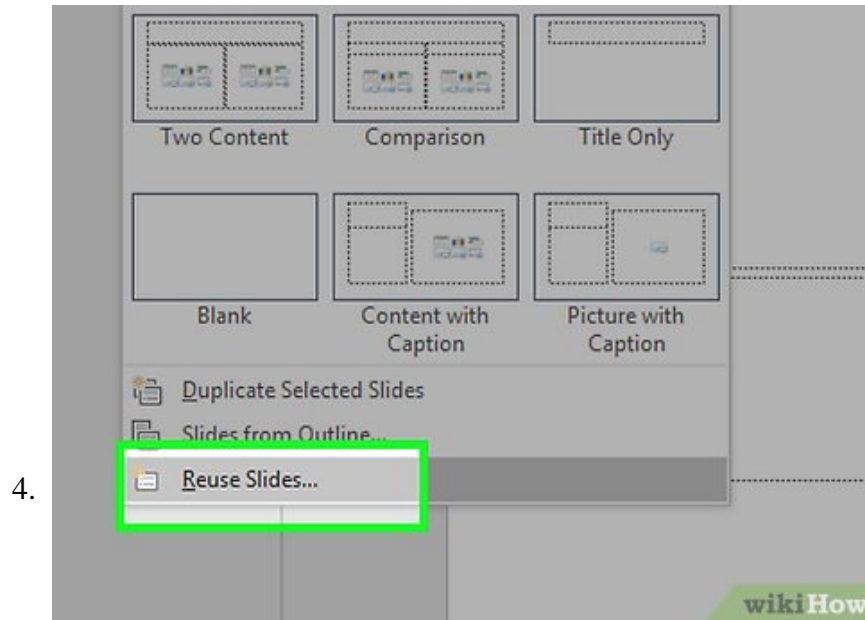 Two Content Comparison Title Only
Blank Content with Caption Picture with Caption
Duplicate Selected Slides
Slides from Outline...
4. Reuse Slides...
wikiHow